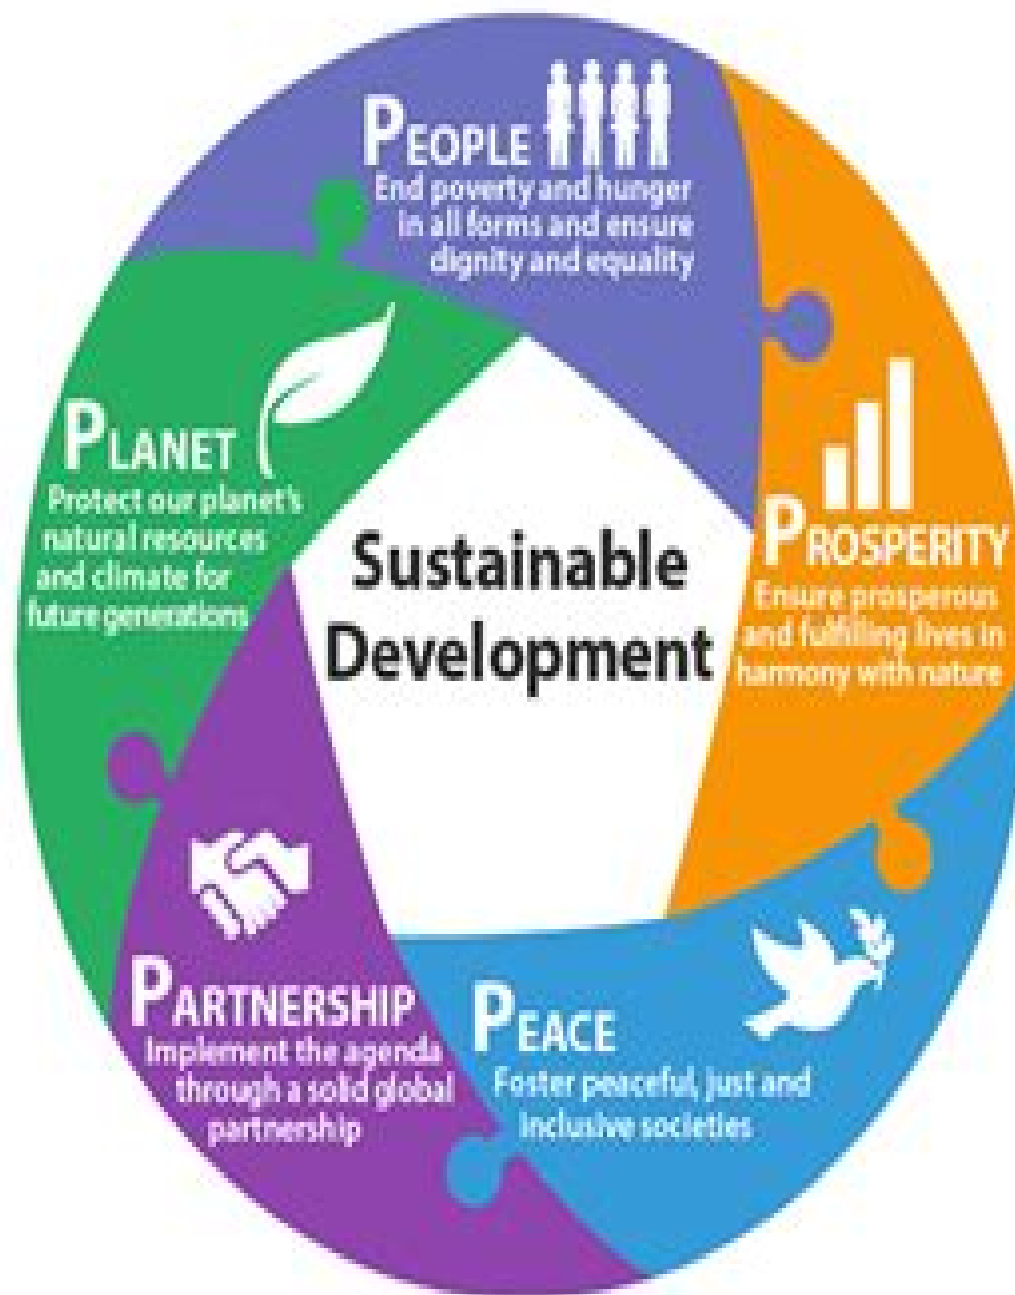 PEOPLE
End poverty and hunger
in all forms and ensure
dignity and equality
PROSPERITY
Ensure prosperous
and fulfilling lives in
harmony with nature
PEACE
Foster peaceful, just and
inclusive societies
PARTNERSHIP
Implement the agenda
through a solid global
partnership
PLANET
Protect our planet's
natural resources
and climate for
future generations
Sustainable
Development